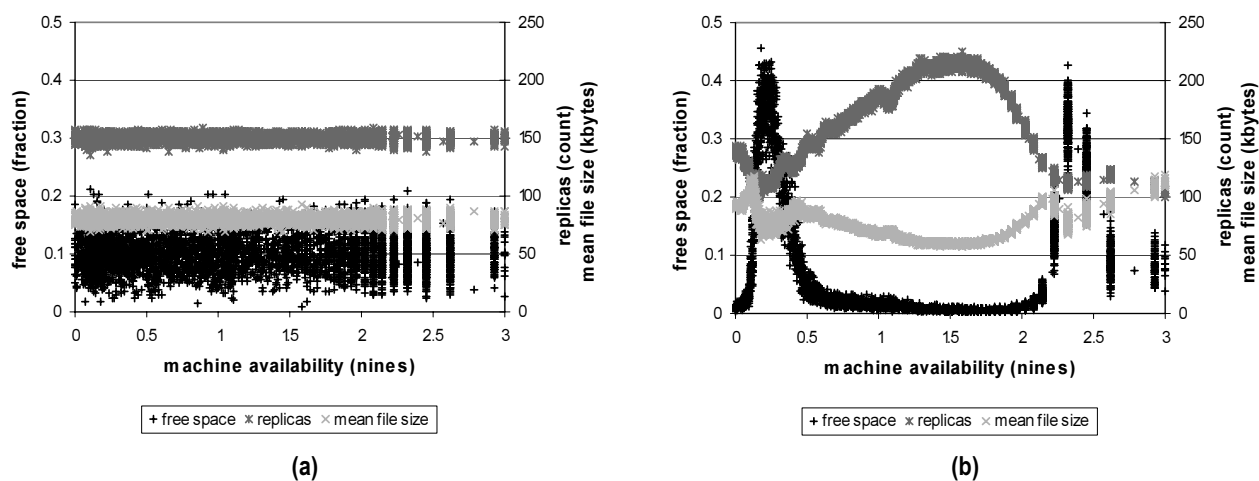 0.5
0.4
0.3
0.2
0.1
0
free space (fraction)
250
200
150
100
50
0
replicas (count)
mean file size (kbytes)
0 0.5 1 1.5 2 2.5 3
machine availability (nines)
free space replicas mean file size
(a)
0.5
0.4
0.3
0.2
0.1
0
free space (fraction)
250
200
150
100
50
0
replicas (count)
mean file size (kbytes)
0 0.5 1 1.5 2 2.5 3
machine availability (nines)
free space replicas mean file size
(b)